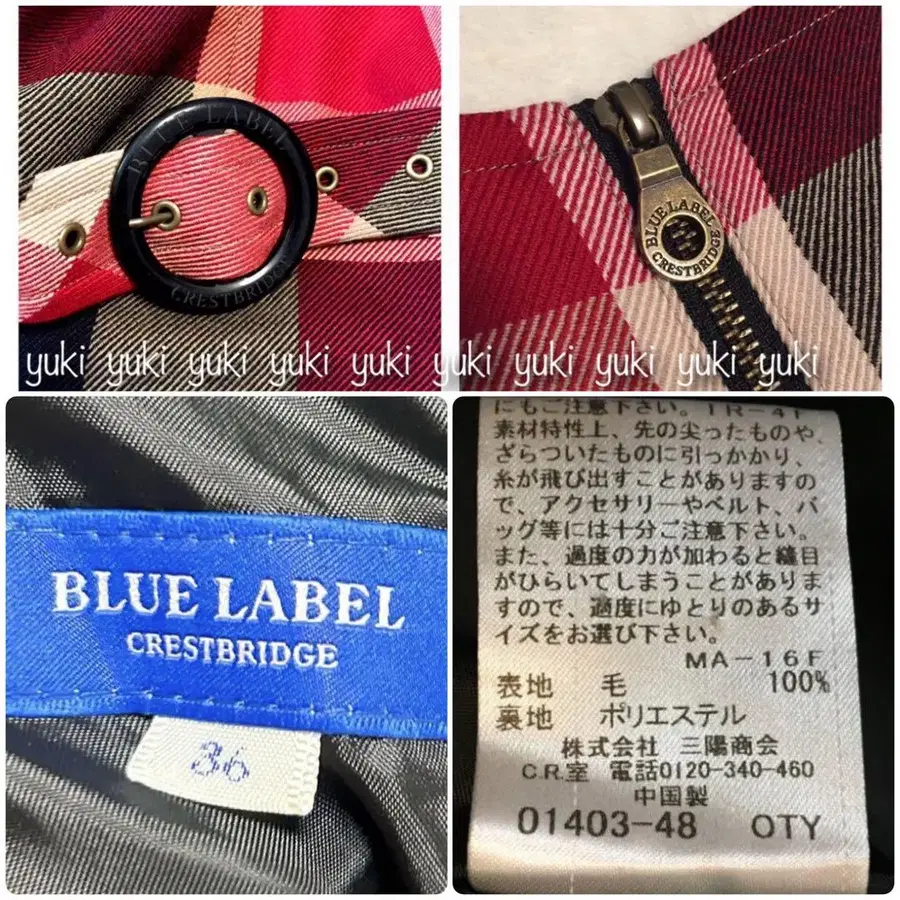 BLUE LABEL
CRESTBRIDGE
BLUE LABEL
CRESTBRIDGE
yuki yuki yuki yuki yuki yuki yuki yuki yuki yuki
BLUE LABEL
CRESTBRIDGE
36
にもご注意下さい。TR-41
素材特性上、先の尖ったものや、
ざらついたものに引っかかり、
糸が飛び出すことがありますの
で、アクセサリーやベルト、バ
ッグ等には十分ご注意下さい。
また、過度の力が加わると縫目
がひらいてしまうことがありま
すので、適度にゆとりのあるサ
イズをお選び下さい。
MA-16F
表地 毛 100%
裏地 ポリエステル
株式会社 三陽商会
C.R.室 電話0120-340-460
中国製
01403-48 OTY